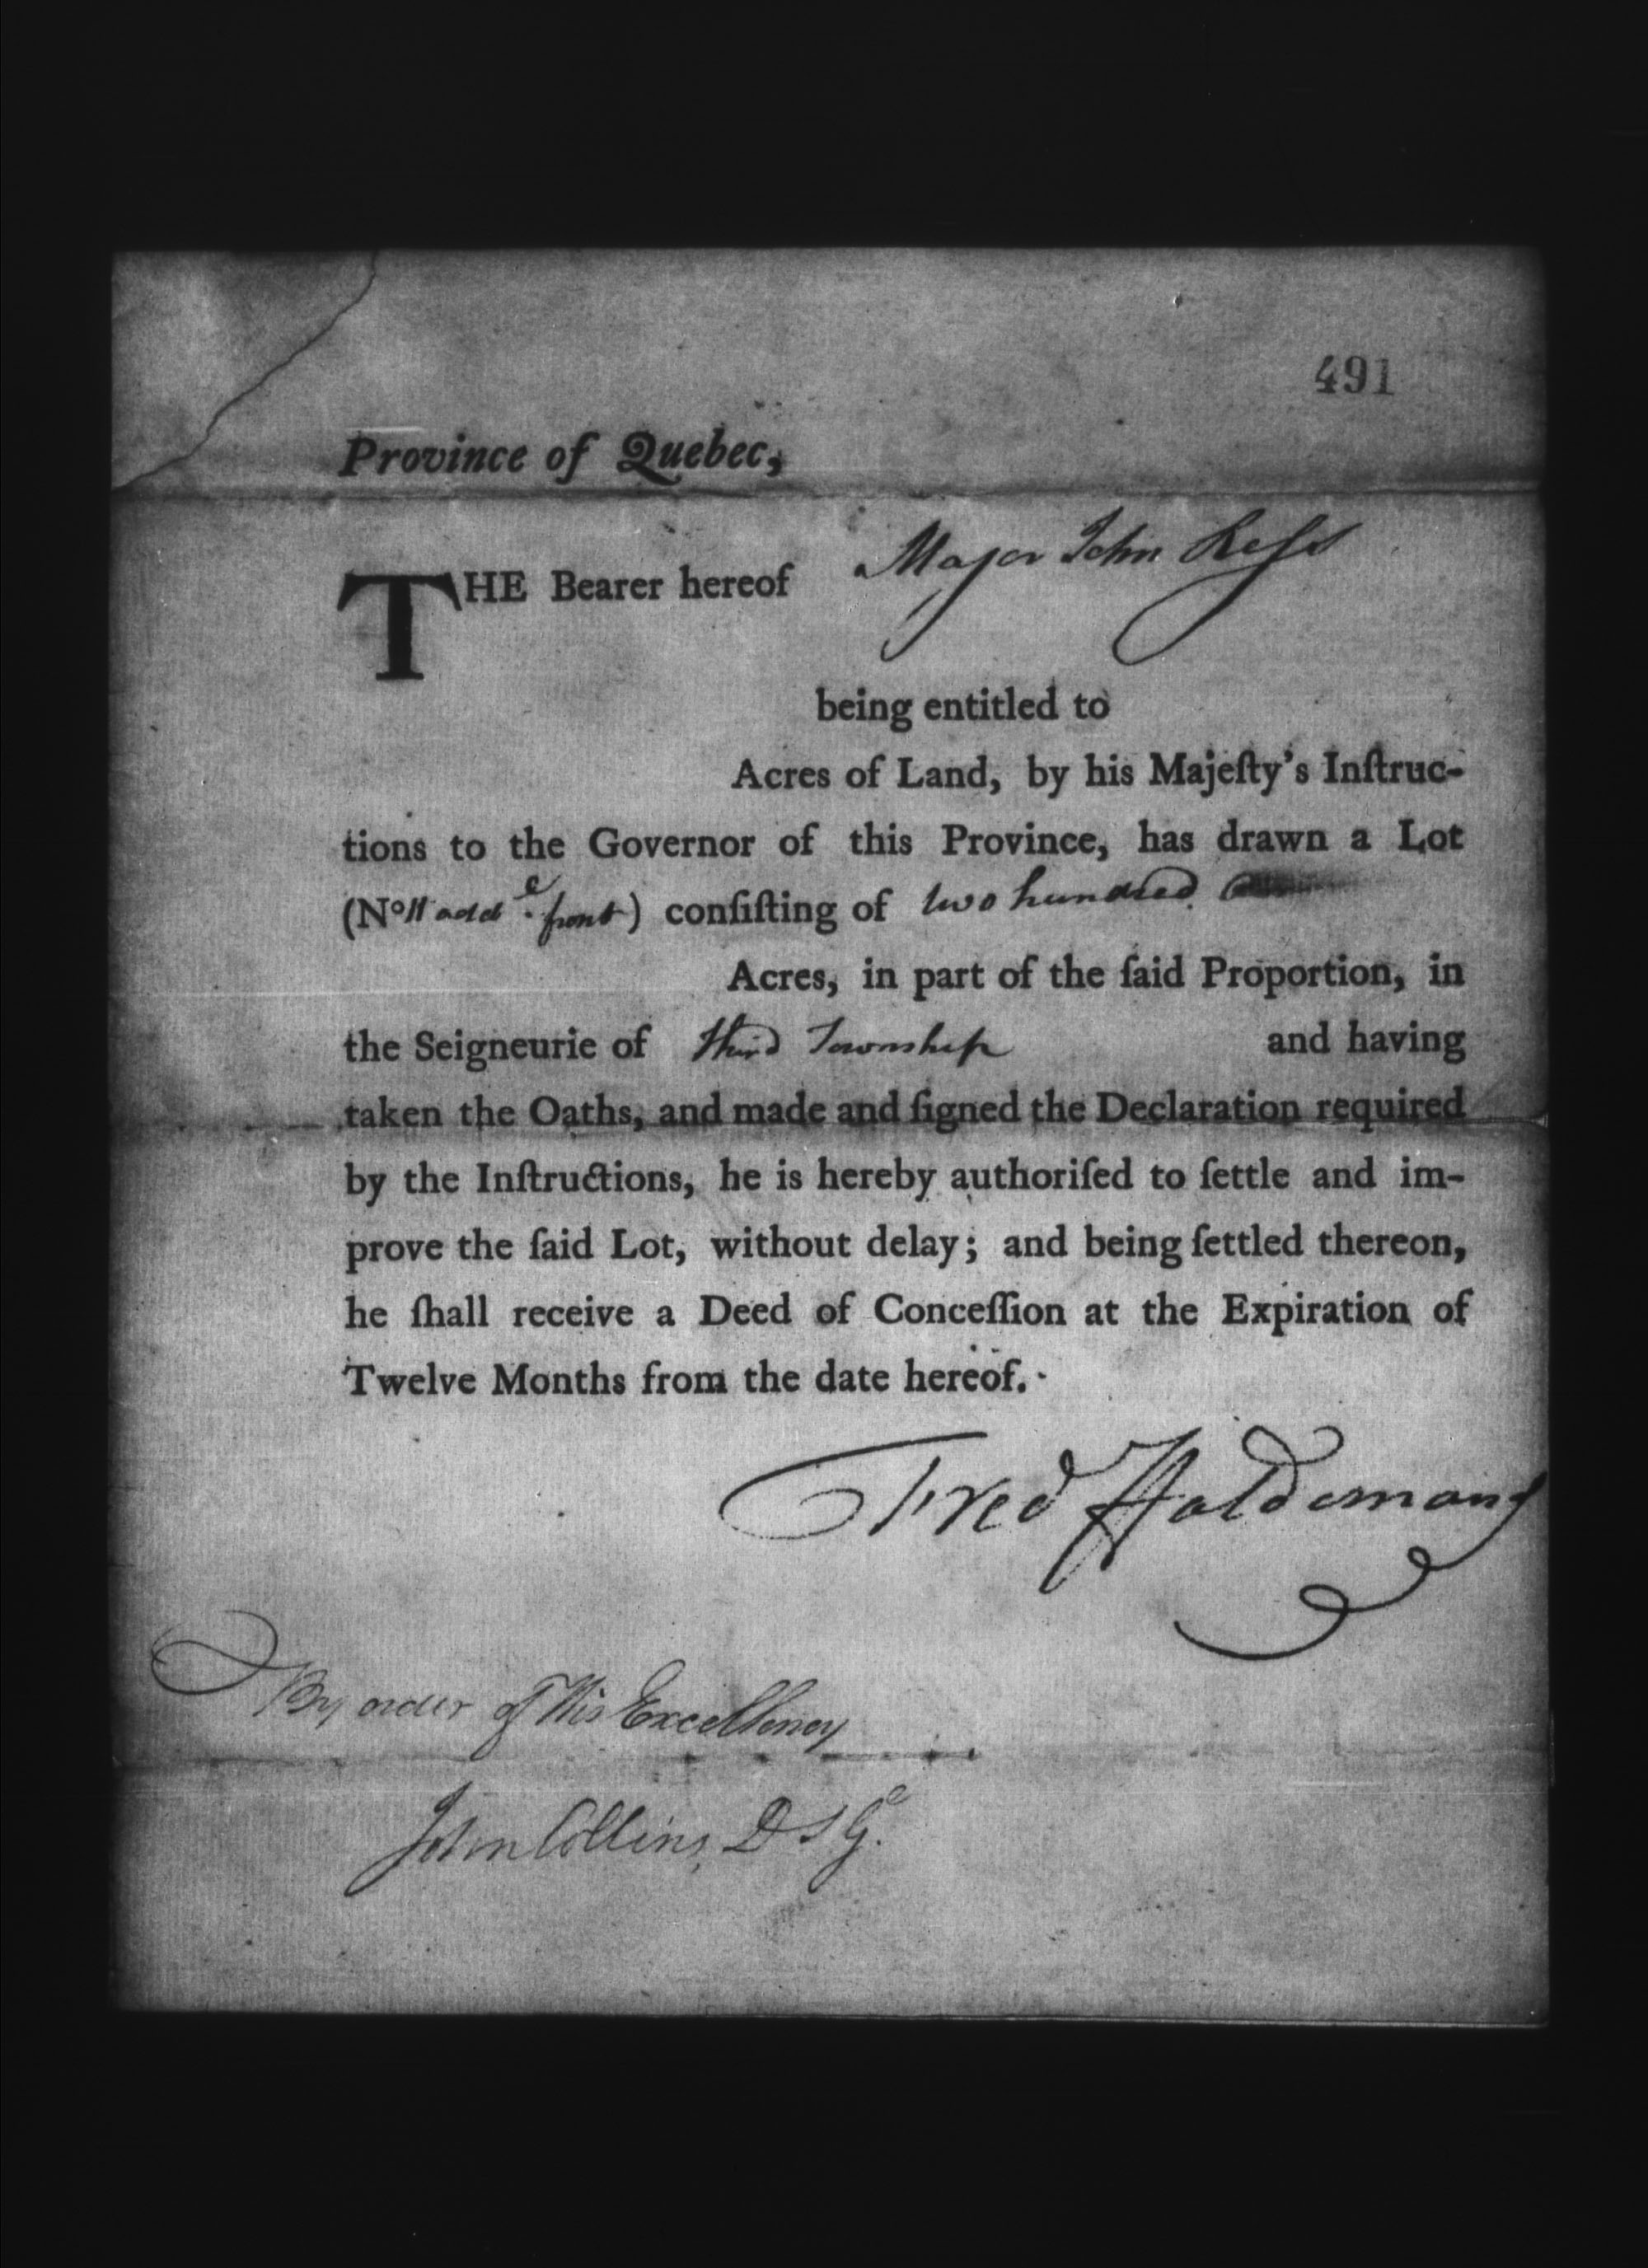 491
Province of Quebec,
THE Bearer hereof Major John Ross
being entitled to
Acres of Land, by his Majeſty's Inſtruc-
tions to the Governor of this Province, has drawn a Lot
(No 11 add e front) conſiſting of two hundred
Acres, in part of the ſaid Proportion, in
the Seigneurie of third Township and having
taken the Oaths, and made and ſigned the Declaration required
by the Inſtructions, he is hereby authoriſed to ſettle and im-
prove the ſaid Lot, without delay; and being ſettled thereon,
he ſhall receive a Deed of Conceſſion at the Expiration of
Twelve Months from the date hereof.
Fred Haldimand
By order of His Excellency
John Collins, D S Gl